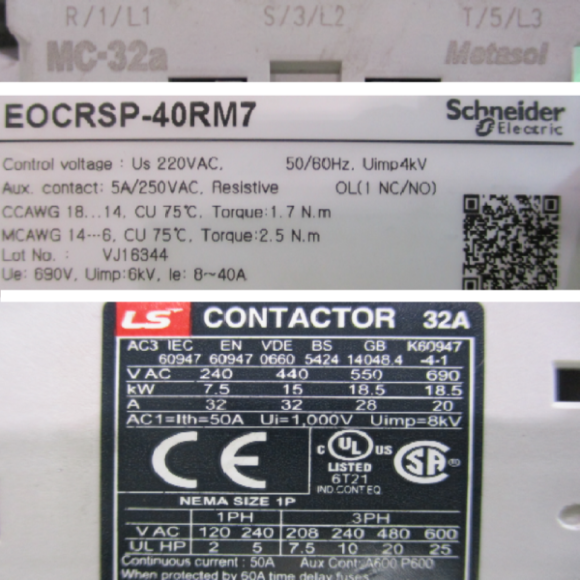 R/1/L1 S/3/L2 T/5/L3
MC-32a Metasol
EOCRSP-40RM7 Schneider Electric
Control voltage : Us 220VAC, 50/60Hz, Uimp4kV
Aux. contact: 5A/250VAC, Resistive OL(1 NC/NO)
CCAWG 18...14, CU 75℃, Torque:1.7 N.m
MCAWG 14···6, CU 75℃, Torque:2.5 N.m
Lot No. : VJ16344
Ue: 690V, Uimp:6kV, Ie: 8~40A
LS CONTACTOR 32A
AC3 IEC EN VDE BS GB K60947
60947 60947 0660 5424 14048.4 -4-1
V AC 240 440 550 690
kW 7.5 15 18.5 18.5
A 32 32 28 20
AC1=Ith=50A Ui=1,000V Uimp=8kV
CE C UL US SA ®
LISTED
6T21
IND.CONT.EQ.
NEMA SIZE 1P
1PH 3PH
V AC 120 240 208 240 480 600
UL HP 2 5 7.5 10 20 25
Continuous current : 50A Aux Cont: A600 P600
When protected by 50A time delay fuses